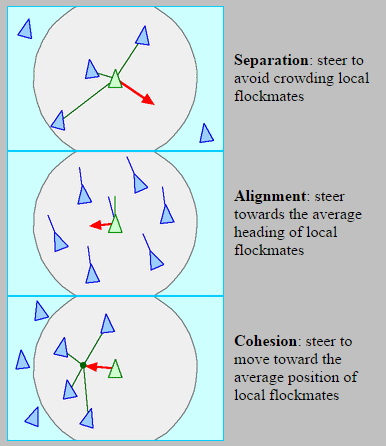 Separation: steer to
avoid crowding local
flockmates
Alignment: steer
towards the average
heading of local
flockmates
Cohesion: steer to
move toward the
average position of
local flockmates